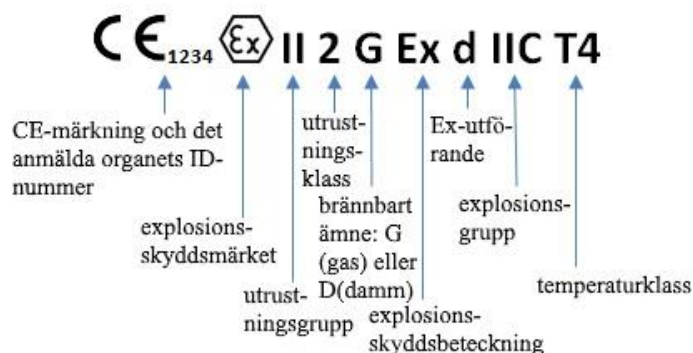 CE 1234 Ex II 2 G Ex d IIC T4
CE-märkning och det
anmälda organets ID-
nummer
explosions-
skyddsmärket
utrust-
ningsgrupp
utrust-
nings-
klass
brännbart
ämne: G
(gas) eller
D(damm)
explosions-
skyddsbeteckning
Ex-utfö-
rande
explosions-
grupp
temperaturklass